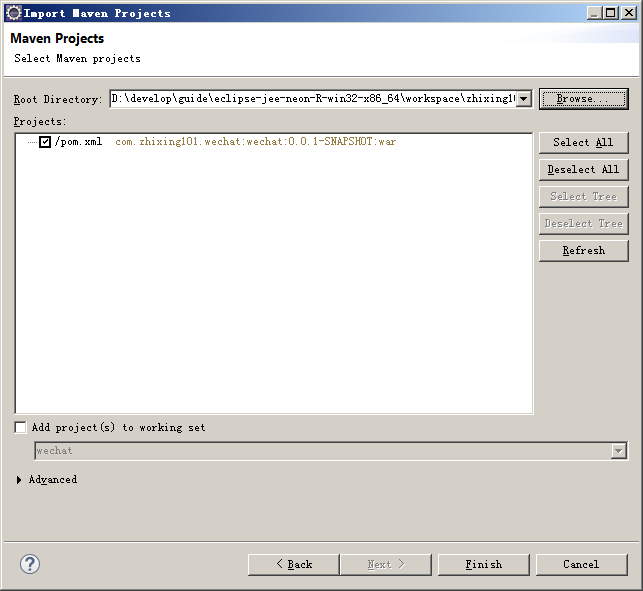 Import Maven Projects
Maven Projects
Select Maven projects
Root Directory: D:\develop\guide\eclipse-jee-neon-R-win32-x86_64\workspace\zhixing1 Browse...
Projects:
/pom.xml com.zhixing101.wechat:wechat:0.0.1-SNAPSHOT:war
Select All
Deselect All
Select Tree
Deselect Tree
Refresh
Add project(s) to working set
wechat
Advanced
? < Back Next > Finish Cancel